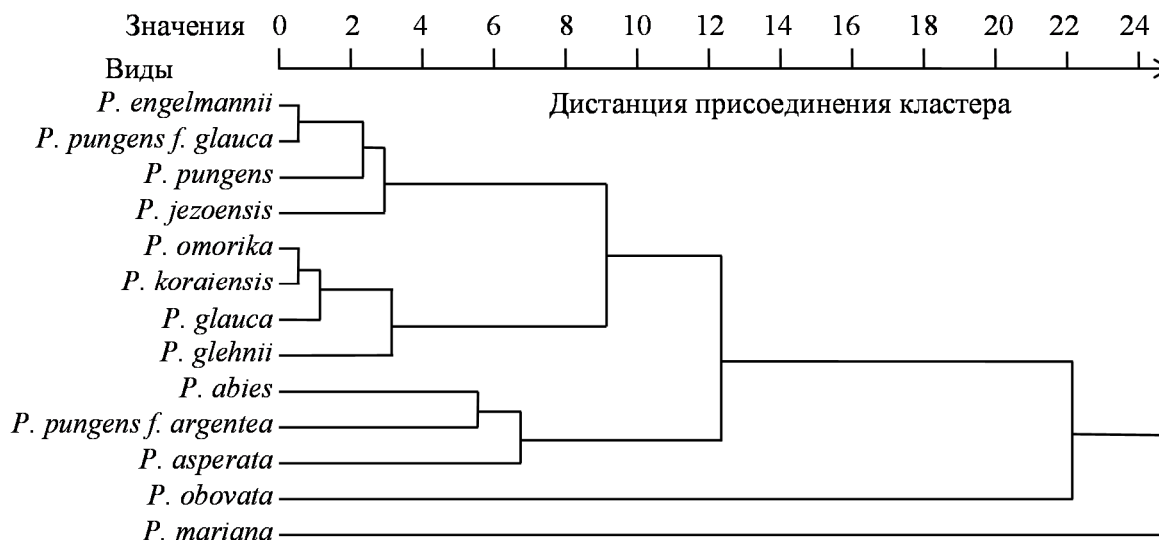 Значения 0 2 4 6 8 10 12 14 16 18 20 22 24
Виды
Дистанция присоединения кластера
P. engelmannii
P. pungens f. glauca
P. pungens
P. jezoensis
P. omorika
P. koraiensis
P. glauca
P. glehnii
P. abies
P. pungens f. argentea
P. asperata
P. obovata
P. mariana